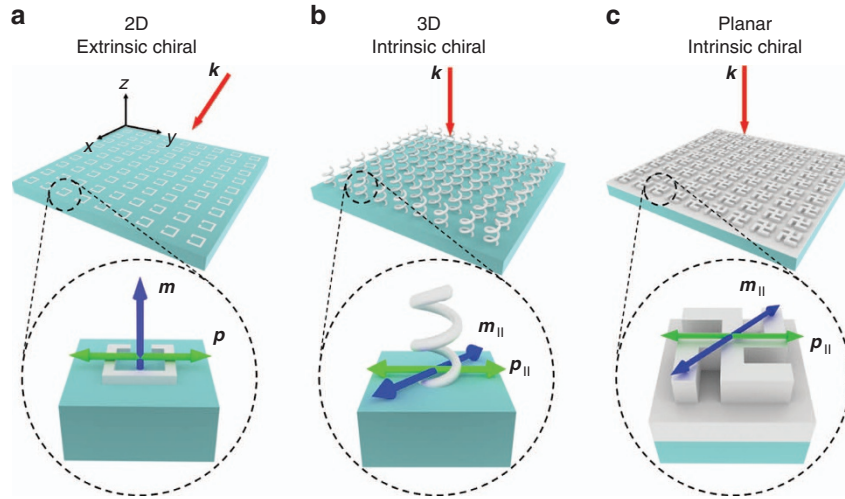 a
2D
Extrinsic chiral
k
z
x
y
m
p
b
3D
Intrinsic chiral
k
m||
p||
c
Planar
Intrinsic chiral
k
m||
p||